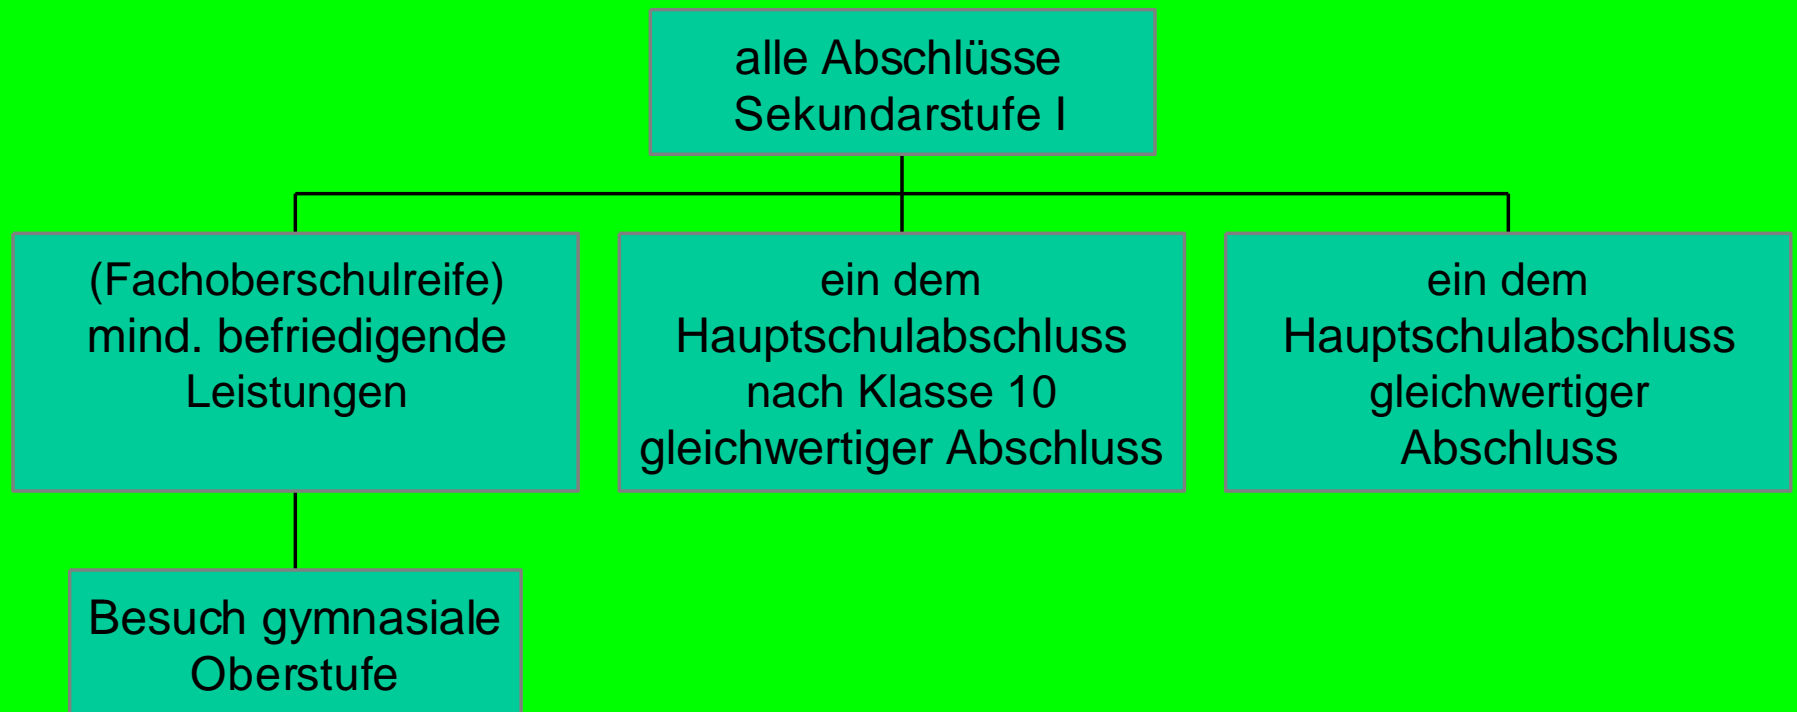 alle Abschlüsse
Sekundarstufe I
(Fachoberschulreife)
mind. befriedigende
Leistungen
ein dem
Hauptschulabschluss
nach Klasse 10
gleichwertiger Abschluss
ein dem
Hauptschulabschluss
gleichwertiger
Abschluss
Besuch gymnasiale
Oberstufe